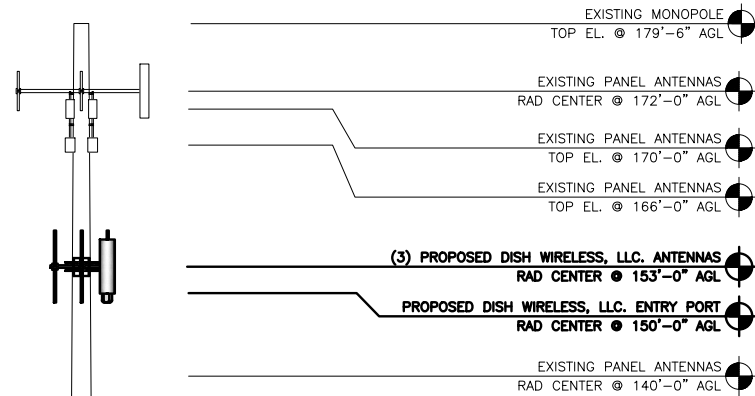 EXISTING MONOPOLE
TOP EL. @ 179'-6" AGL
EXISTING PANEL ANTENNAS
RAD CENTER @ 172'-0" AGL
EXISTING PANEL ANTENNAS
TOP EL. @ 170'-0" AGL
EXISTING PANEL ANTENNAS
TOP EL. @ 166'-0" AGL
(3) PROPOSED DISH WIRELESS, LLC. ANTENNAS
RAD CENTER @ 153'-0" AGL
PROPOSED DISH WIRELESS, LLC. ENTRY PORT
RAD CENTER @ 150'-0" AGL
EXISTING PANEL ANTENNAS
RAD CENTER @ 140'-0" AGL